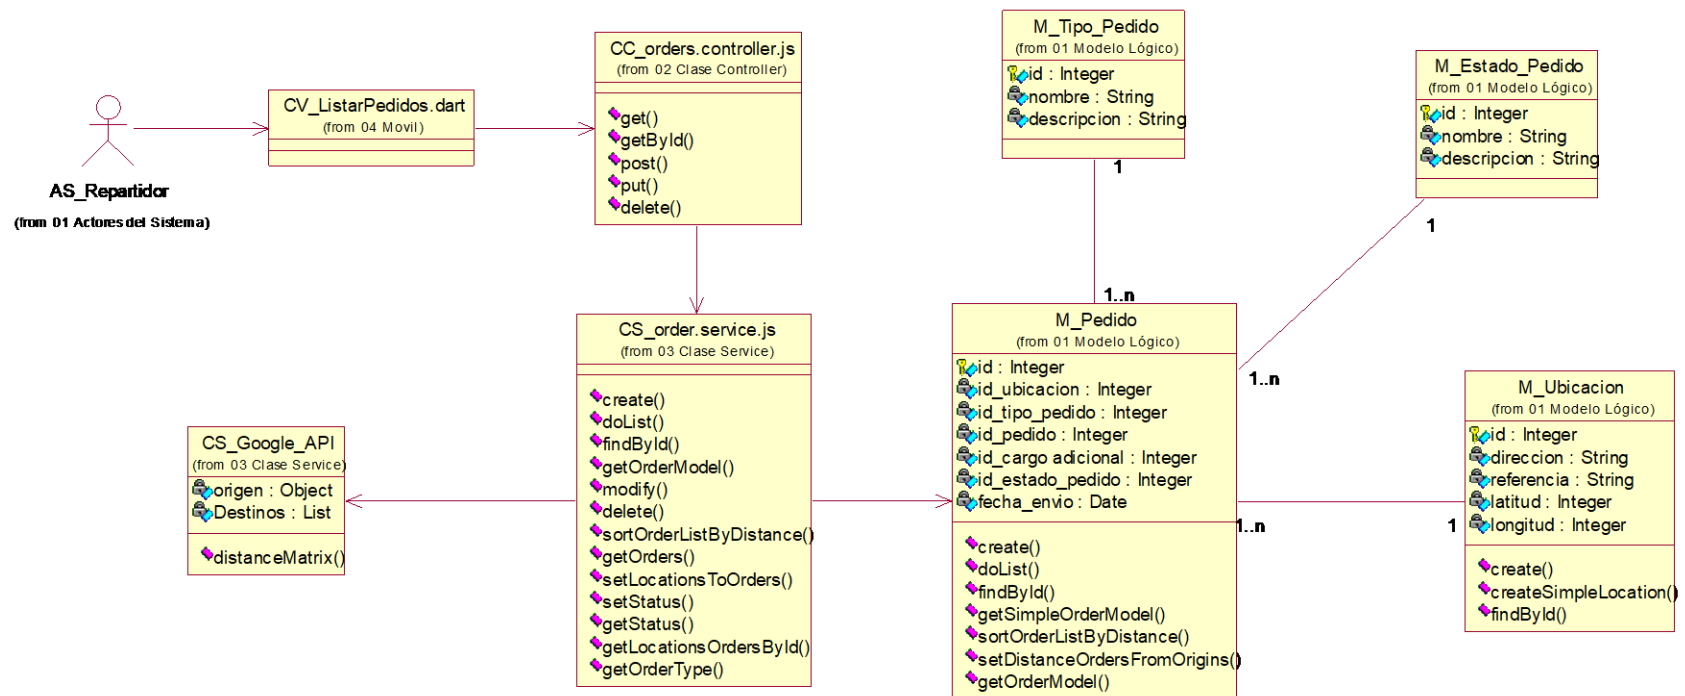 AS_Repartidor
(from 01 Actores del Sistema)
CV_ListarPedidos.dart
(from 04 Movil)
CC_orders.controller.js
(from 02 Clase Controller)
get()
getById()
post()
put()
delete()
M_Tipo_Pedido
(from 01 Modelo Lógico)
id : Integer
nombre : String
descripcion : String
1
1..n
M_Estado_Pedido
(from 01 Modelo Lógico)
id : Integer
nombre : String
descripcion : String
1
1..n
CS_order.service.js
(from 03 Clase Service)
create()
doList()
findById()
getOrderModel()
modify()
delete()
sortOrderListByDistance()
getOrders()
setLocationsToOrders()
setStatus()
getStatus()
getLocationsOrdersById()
getOrderType()
CS_Google_API
(from 03 Clase Service)
origen : Object
Destinos : List
distanceMatrix()
M_Pedido
(from 01 Modelo Lógico)
id : Integer
id_ubicacion : Integer
id_tipo_pedido : Integer
id_pedido : Integer
id_cargo adicional : Integer
id_estado_pedido : Integer
fecha_envio : Date
create()
doList()
findById()
getSimpleOrderModel()
sortOrderListByDistance()
setDistanceOrdersFromOrigins()
getOrderModel()
1..n
1
M_Ubicacion
(from 01 Modelo Lógico)
id : Integer
direccion : String
referencia : String
latitud : Integer
longitud : Integer
create()
createSimpleLocation()
findById()